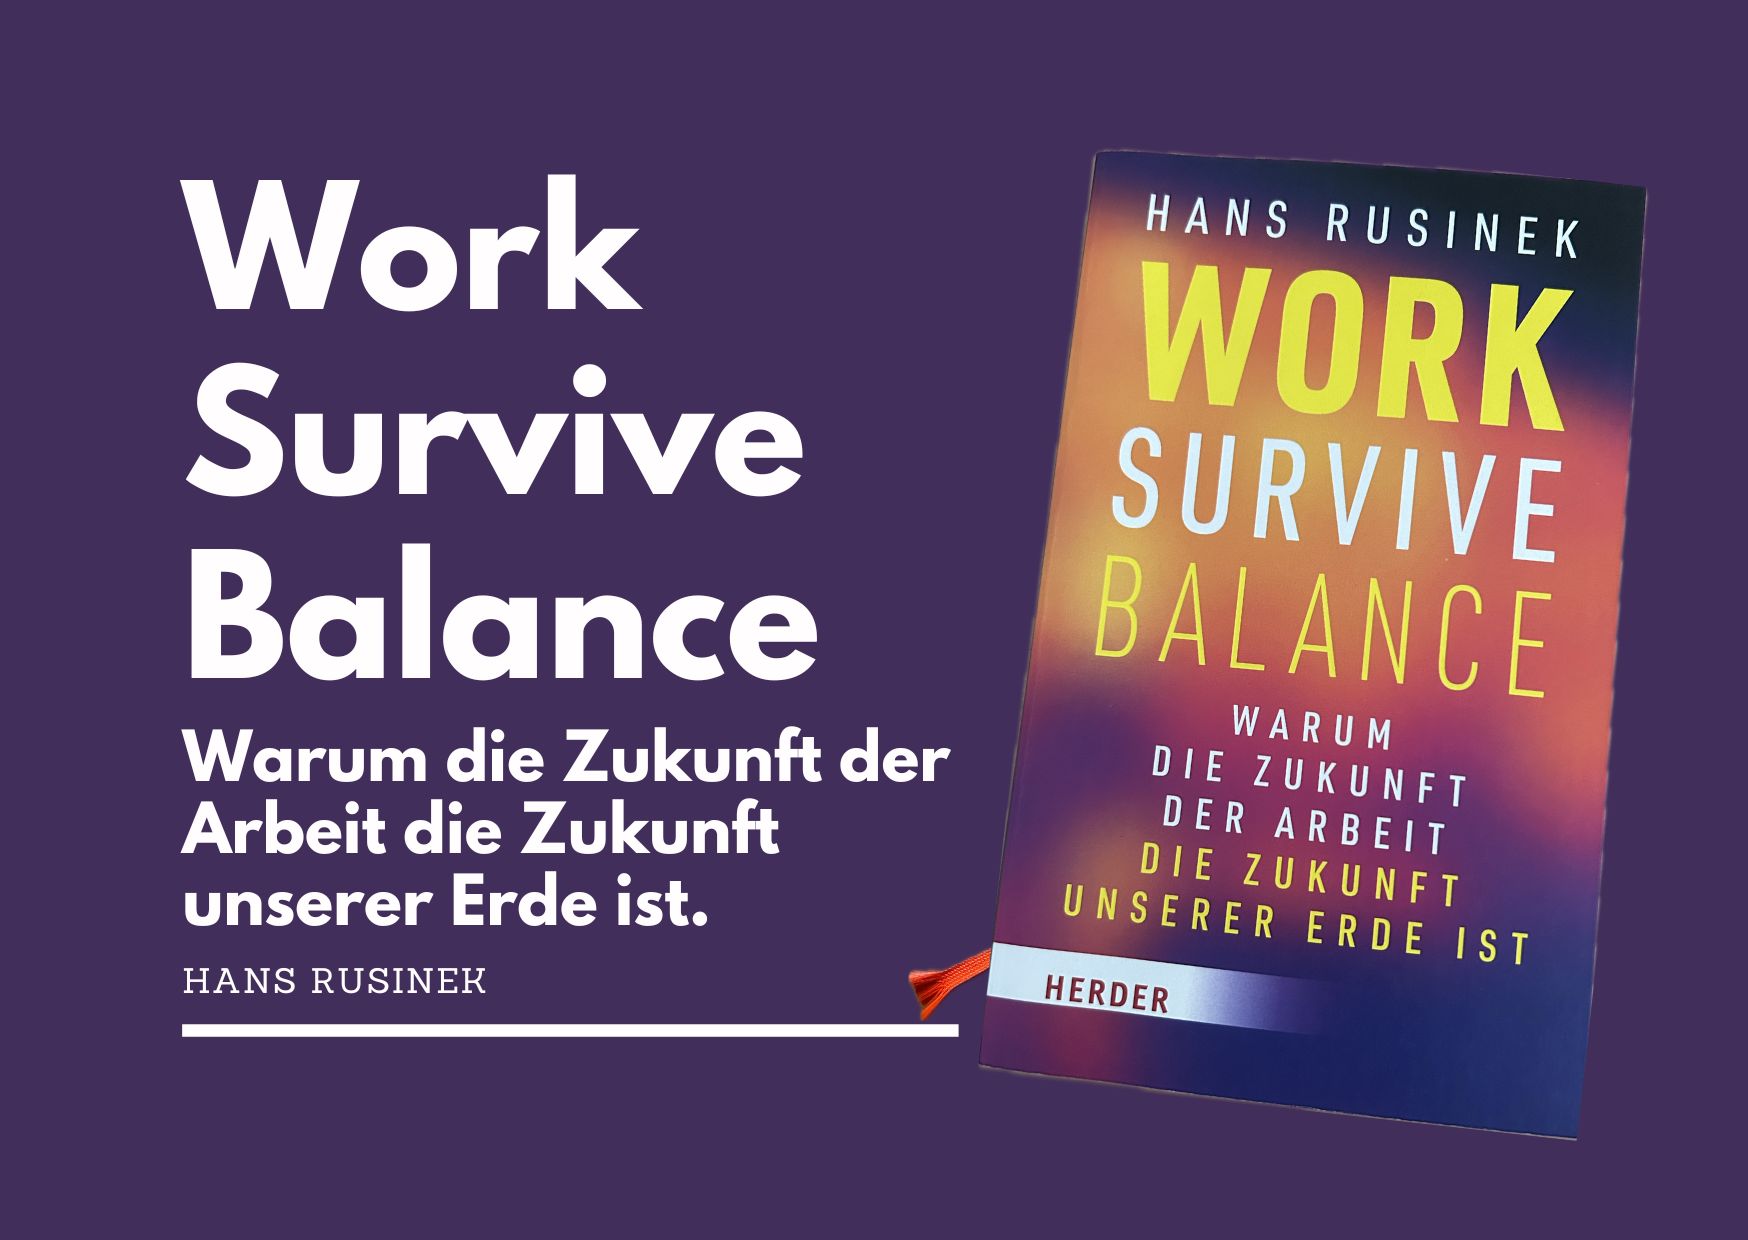 Work
Survive
Balance
Warum die Zukunft der
Arbeit die Zukunft
unserer Erde ist.
HANS RUSINEK
HANS RUSINEK
WORK
SURVIVE
BALANCE
WARUM
DIE ZUKUNFT
DER ARBEIT
DIE ZUKUNFT
UNSERER ERDE IST
HERDER